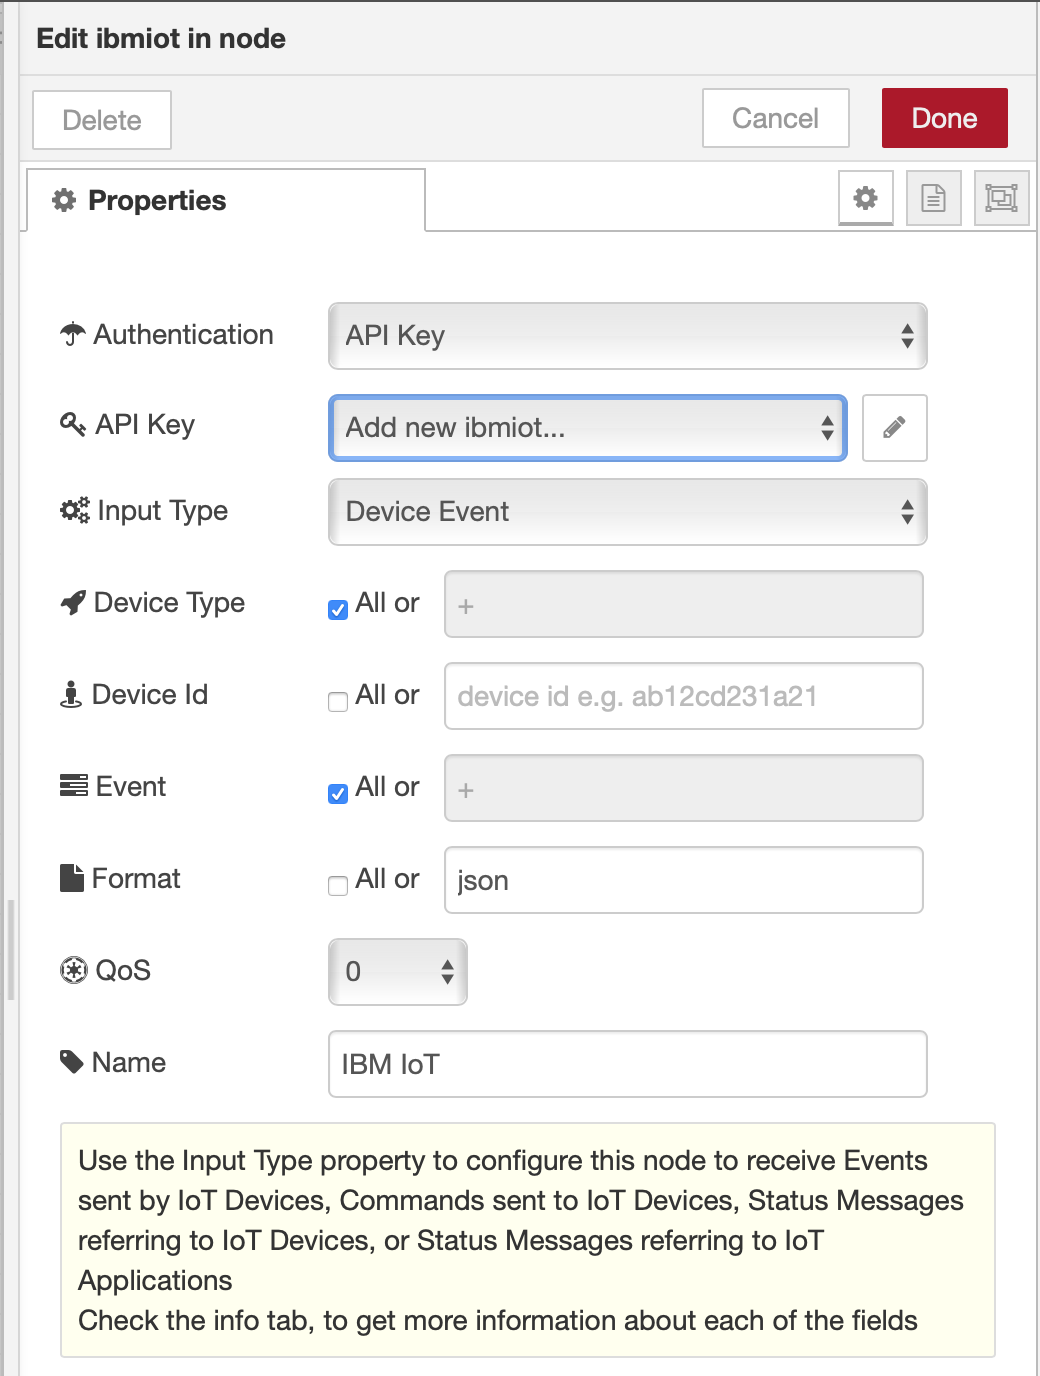 Edit ibmiot in node
Delete
Cancel
Done
Properties
Authentication
API Key
API Key
Add new ibmiot...
Input Type
Device Event
Device Type
All or
+
Device Id
All or
device id e.g. ab12cd231a21
Event
All or
+
Format
All or
json
QoS
0
Name
IBM IoT
Use the Input Type property to configure this node to receive Events
sent by IoT Devices, Commands sent to IoT Devices, Status Messages
referring to IoT Devices, or Status Messages referring to IoT
Applications
Check the info tab, to get more information about each of the fields